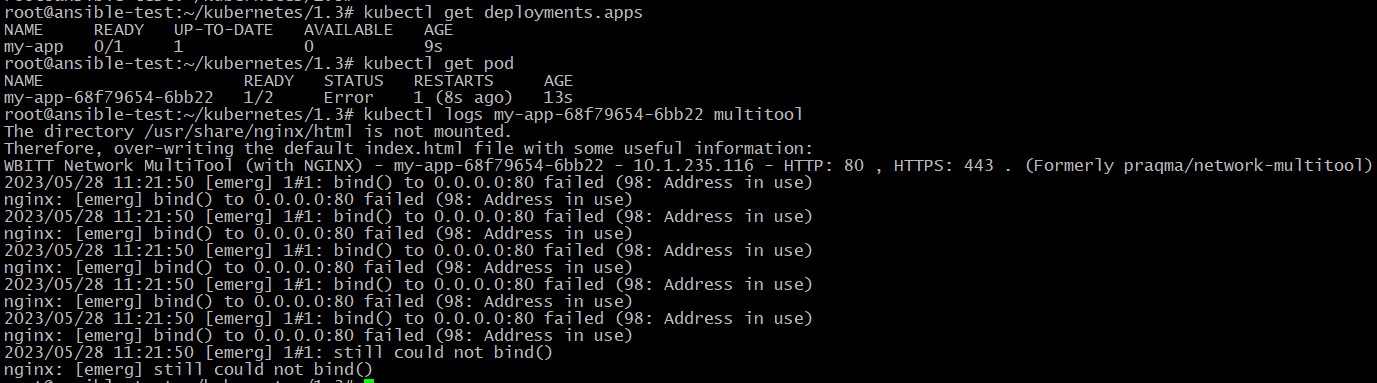 root@ansible-test:~/kubernetes/1.3# kubectl get deployments.apps
NAME     READY   UP-TO-DATE   AVAILABLE   AGE
my-app   0/1     1            0           9s
root@ansible-test:~/kubernetes/1.3# kubectl get pod
NAME                    READY   STATUS   RESTARTS     AGE
my-app-68f79654-6bb22   1/2     Error    1 (8s ago)   13s
root@ansible-test:~/kubernetes/1.3# kubectl logs my-app-68f79654-6bb22 multitool
The directory /usr/share/nginx/html is not mounted.
Therefore, over-writing the default index.html file with some useful information:
WBITT Network MultiTool (with NGINX) - my-app-68f79654-6bb22 - 10.1.235.116 - HTTP: 80 , HTTPS: 443 . (Formerly praqma/network-multitool)
2023/05/28 11:21:50 [emerg] 1#1: bind() to 0.0.0.0:80 failed (98: Address in use)
nginx: [emerg] bind() to 0.0.0.0:80 failed (98: Address in use)
2023/05/28 11:21:50 [emerg] 1#1: bind() to 0.0.0.0:80 failed (98: Address in use)
nginx: [emerg] bind() to 0.0.0.0:80 failed (98: Address in use)
2023/05/28 11:21:50 [emerg] 1#1: bind() to 0.0.0.0:80 failed (98: Address in use)
nginx: [emerg] bind() to 0.0.0.0:80 failed (98: Address in use)
2023/05/28 11:21:50 [emerg] 1#1: bind() to 0.0.0.0:80 failed (98: Address in use)
nginx: [emerg] bind() to 0.0.0.0:80 failed (98: Address in use)
2023/05/28 11:21:50 [emerg] 1#1: bind() to 0.0.0.0:80 failed (98: Address in use)
nginx: [emerg] bind() to 0.0.0.0:80 failed (98: Address in use)
2023/05/28 11:21:50 [emerg] 1#1: still could not bind()
nginx: [emerg] still could not bind()
root@ansible-test:~/kubernetes/1.3#